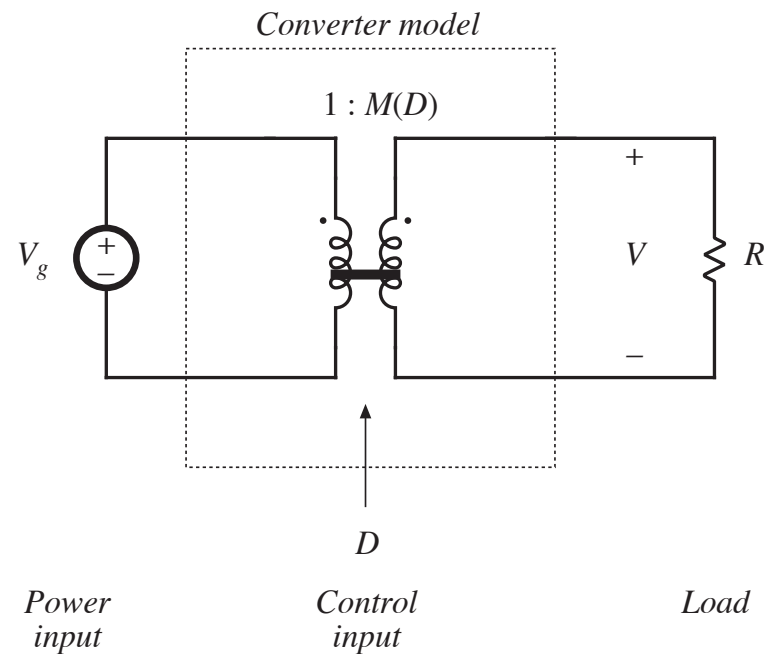 Converter model
1 : M(D)
+
V_g
+
–
V
R
–
D
Power
input
Control
input
Load